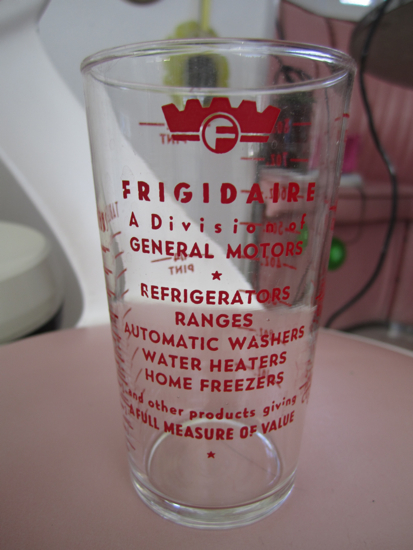 F
FRIGIDAIRE
A Division of
GENERAL MOTORS
★
REFRIGERATORS
RANGES
AUTOMATIC WASHERS
WATER HEATERS
HOME FREEZERS
and other products giving
A FULL MEASURE OF VALUE
★
PINT
PINT